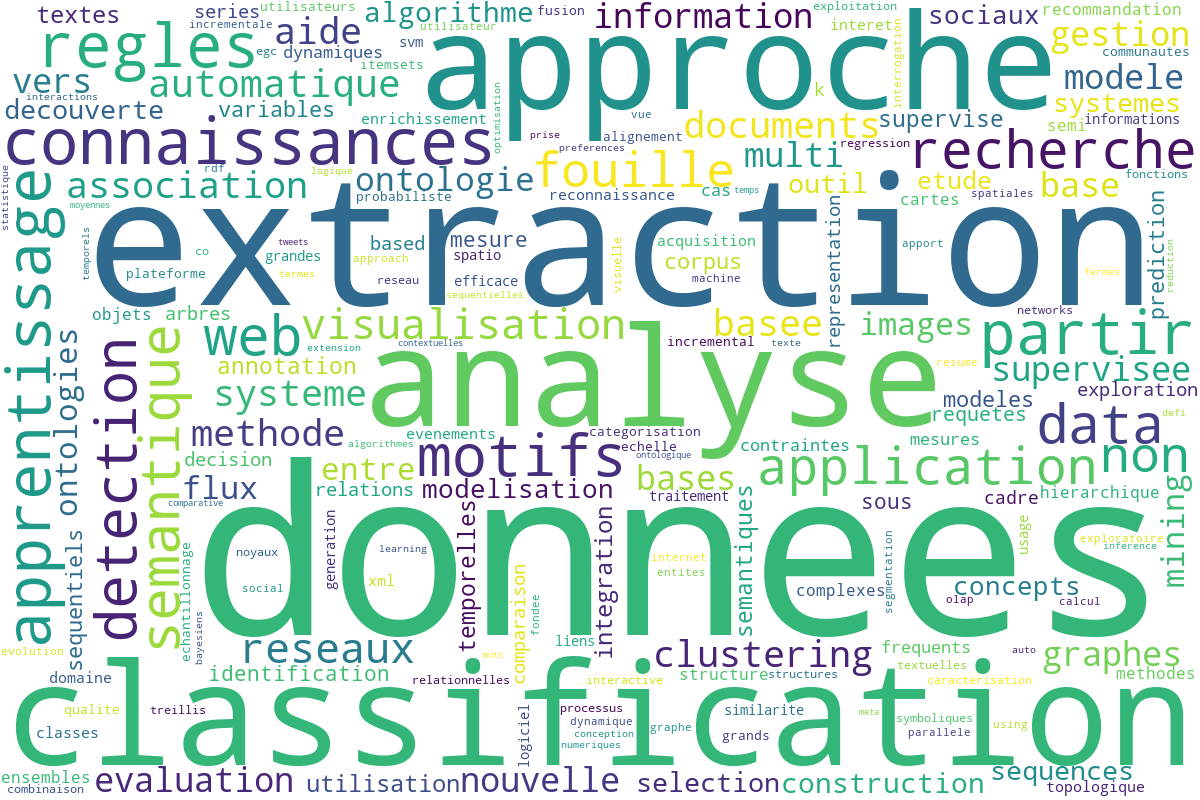 textes
series
utilisateurs
incrementale
aide
algorithme
fusion
information
exploitation
interet
sociaux
recommandation
gestion
communautes
regles
egc
dynamiques
svm
utilisateur
approche
interrogation
vers
automatique
itemsets
k
modele
interactions
systemes
decouverte
variables
enrichissement
optimisation
vue
documents
supervise
semi
informations
connaissances
prise
alignement
preferences
regression
recherche
statistique
rdf
logique
fouille
multi
association
ontologie
probabiliste
reconnaissance
cas
temps
outil
etude
cartes
spatiales
base
fonctions
moyennes
apprentissage
extraction
temporels
co
tweets
grandes
based
approach
mesure
spatio
visuelle
acquisition
corpus
representation
apport
prediction
reduction
plateforme
termes
reseau
efficace
sequentielles
machine
fermes
objets
arbres
web
visualisation
basee
images
networks
partir
ontologies
detection
semantique
extension
contextuelles
analyse
incremental
texte
resume
supervisee
annotation
systeme
modeles
exploration
requetes
defi
methode
algorithmes
evenements
categorisation
echelle
ontologique
contraintes
mesures
data
non
decision
entre
motifs
bases
application
flux
relations
modelisation
traitement
sous
cadre
hierarchique
mining
comparative
sequentiels
echantillonnage
bayesiens
donnees
noyaux
social
generation
learning
xml
temporelles
comparaison
fondee
integration
internet
entites
semantiques
complexes
segmentation
olap
concepts
calcul
usage
exploratoire
inference
evolution
domaine
reseaux
identification
mots
liens
clustering
structure
structures
frequents
textuelles
caracterisation
auto
graphes
methodes
classification
relationnelles
interactive
qualite
treillis
classes
logiciel
processus
dynamique
conception
numeriques
graphe
similarite
grands
meta
symboliques
parallele
using
ensembles
combinaison
evaluation
utilisation
nouvelle
selection
construction
sequences
topologique